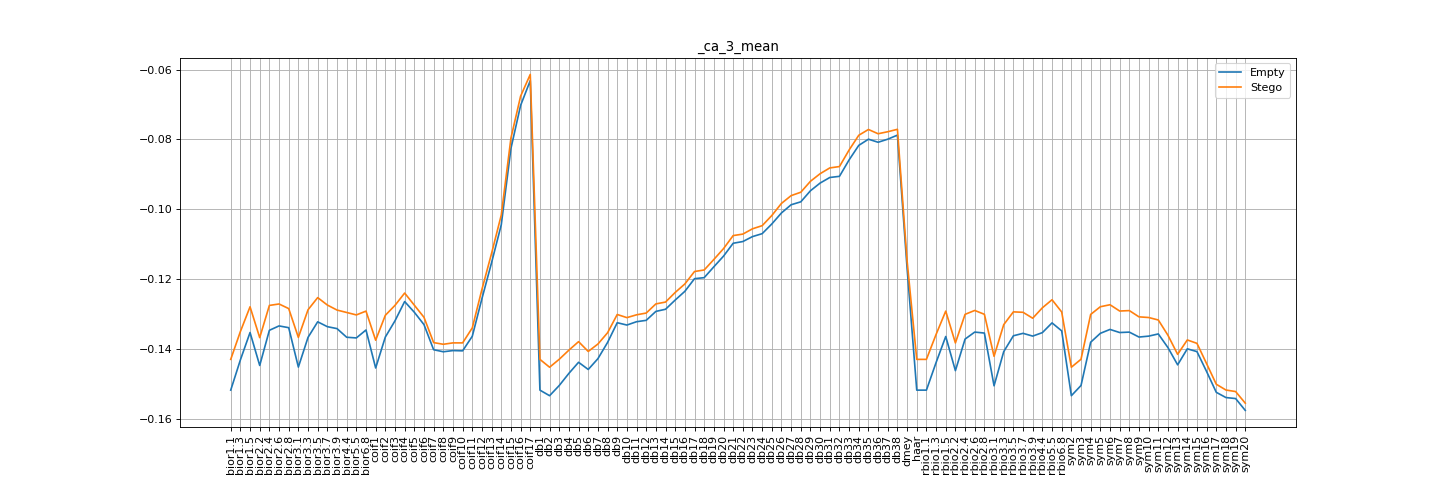 _ca_3_mean
Empty
Stego
−0.06
−0.08
−0.10
−0.12
−0.14
−0.16
bior1.1
bior1.3
bior1.5
bior2.2
bior2.4
bior2.6
bior2.8
bior3.1
bior3.3
bior3.5
bior3.7
bior3.9
bior4.4
bior5.5
bior6.8
coif1
coif2
coif3
coif4
coif5
coif6
coif7
coif8
coif9
coif10
coif11
coif12
coif13
coif14
coif15
coif16
coif17
db1
db2
db3
db4
db5
db6
db7
db8
db9
db10
db11
db12
db13
db14
db15
db16
db17
db18
db19
db20
db21
db22
db23
db24
db25
db26
db27
db28
db29
db30
db31
db32
db33
db34
db35
db36
db37
db38
dmey
haar
rbio1.1
rbio1.3
rbio1.5
rbio2.2
rbio2.4
rbio2.6
rbio2.8
rbio3.1
rbio3.3
rbio3.5
rbio3.7
rbio3.9
rbio4.4
rbio5.5
rbio6.8
sym2
sym3
sym4
sym5
sym6
sym7
sym8
sym9
sym10
sym11
sym12
sym13
sym14
sym15
sym16
sym17
sym18
sym19
sym20